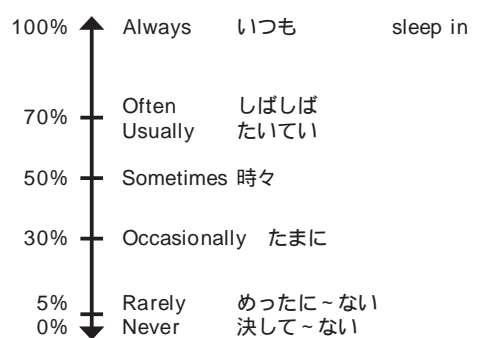 100% Always いつも sleep in
70% Often しばしば
Usually たいてい
50% Sometimes 時々
30% Occasionally たまに
5% Rarely めったに~ない
0% Never 決して~ない